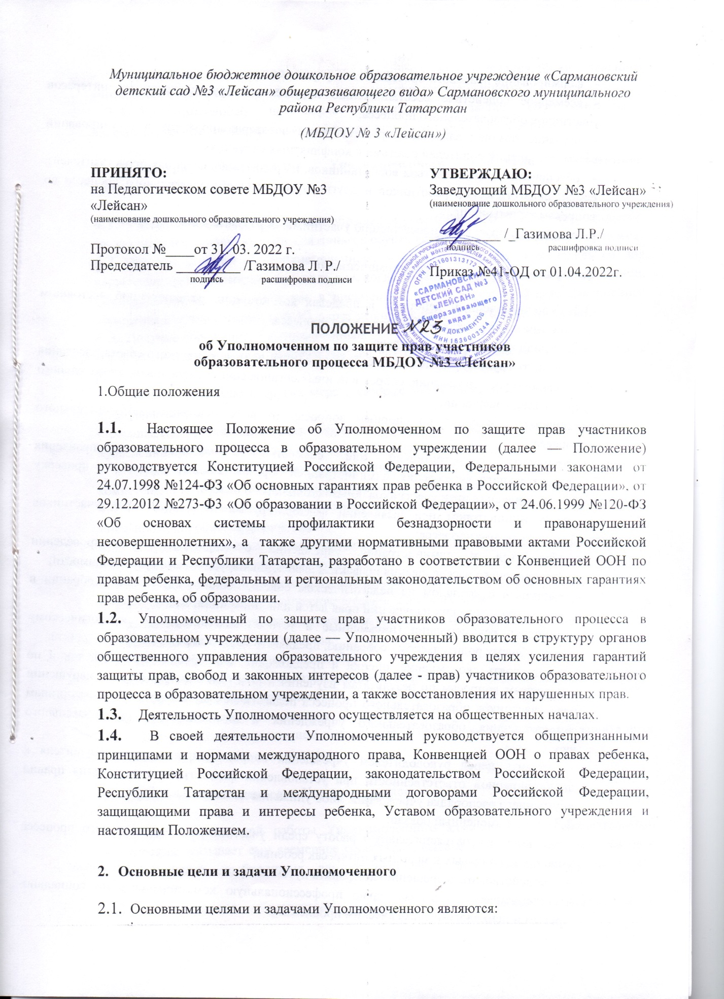 Муниципальное бюджетное дошкольное образовательное учреждение «Сармановский
детский сад №3 «Лейсан» общеразвивающего вида» Сармановского муниципального
района Республики Татарстан
(МБДОУ № 3 «Лейсан»)
ПРИНЯТО:
на Педагогическом совете МБДОУ №3
«Лейсан»
(наименование дошкольного образовательного учреждения)
Протокол №____от 31. 03. 2022 г.
Председатель _________ /Газимова Л.Р./
подпись расшифровка подписи
УТВЕРЖДАЮ:
Заведующий МБДОУ №3 «Лейсан»
(наименование дошкольного образовательного учреждения)
__________ /_Газимова Л.Р./
подпись расшифровка подписи
Приказ №41-ОД от 01.04.2022г.
ОГРН 1021601313172
«САРМАНОВСКИЙ
ДЕТСКИЙ САД №3
«ЛЕЙСАН»
общеразвивающего
вида»
ДЛЯ ДОКУМЕНТОВ
ИНН 1636003344
ПОЛОЖЕНИЕ №23
об Уполномоченном по защите прав участников
образовательного процесса МБДОУ №3 «Лейсан»
1.Общие положения
1.1. Настоящее Положение об Уполномоченном по защите прав участников
образовательного процесса в образовательном учреждении (далее — Положение)
руководствуется Конституцией Российской Федерации, Федеральными законами от
24.07.1998 №124-ФЗ «Об основных гарантиях прав ребенка в Российской Федерации», от
29.12.2012 №273-ФЗ «Об образовании в Российской Федерации», от 24.06.1999 №120-ФЗ
«Об основах системы профилактики безнадзорности и правонарушений
несовершеннолетних», а также другими нормативными правовыми актами Российской
Федерации и Республики Татарстан, разработано в соответствии с Конвенцией ООН по
правам ребенка, федеральным и региональным законодательством об основных гарантиях
прав ребенка, об образовании.
1.2. Уполномоченный по защите прав участников образовательного процесса в
образовательном учреждении (далее — Уполномоченный) вводится в структуру органов
общественного управления образовательного учреждения в целях усиления гарантий
защиты прав, свобод и законных интересов (далее - прав) участников образовательного
процесса в образовательном учреждении, а также восстановления их нарушенных прав.
1.3. Деятельность Уполномоченного осуществляется на общественных началах.
1.4. В своей деятельности Уполномоченный руководствуется общепризнанными
принципами и нормами международного права, Конвенцией ООН о правах ребенка,
Конституцией Российской Федерации, законодательством Российской Федерации,
Республики Татарстан и международными договорами Российской Федерации,
защищающими права и интересы ребенка, Уставом образовательного учреждения и
настоящим Положением.
2. Основные цели и задачи Уполномоченного
2.1. Основными целями и задачами Уполномоченного являются: